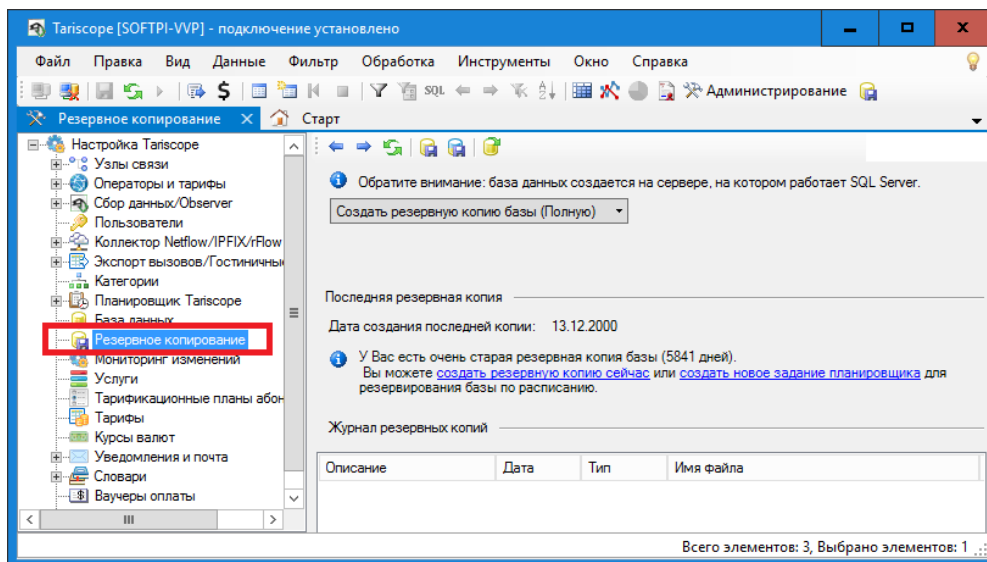 Tariscope [SOFTPI-VVP] - подключение установлено
Файл Правка Вид Данные Фильтр Обработка Инструменты Окно Справка
SQL Администрирование
Резервное копирование Старт
Настройка Tariscope
Узлы связи
Операторы и тарифы
Сбор данных/Observer
Пользователи
Коллектор Netflow/IPFIX/rFlow
Экспорт вызовов/Гостиничны
Категории
Планировщик Tariscope
База данных
Резервное копирование
Мониторинг изменений
Услуги
Тарификационные планы абон
Тарифы
Курсы валют
Уведомления и почта
Словари
Ваучеры оплаты
Обратите внимание: база данных создается на сервере, на котором работает SQL Server.
Создать резервную копию базы (Полную)
Последняя резервная копия
Дата создания последней копии: 13.12.2000
У Вас есть очень старая резервная копия базы (5841 дней).
Вы можете создать резервную копию сейчас или создать новое задание планировщика для
резервирования базы по расписанию.
Журнал резервных копий
Описание Дата Тип Имя файла
Всего элементов: 3, Выбрано элементов: 1